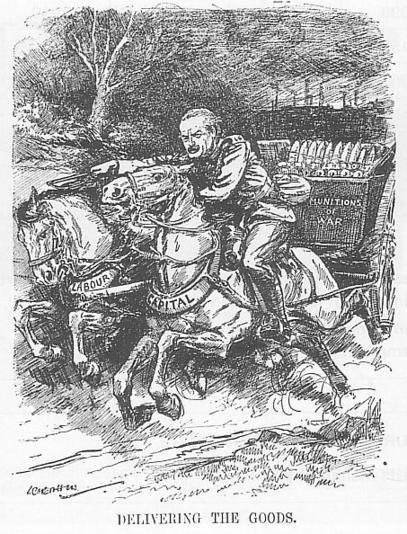 MUNITIONS
OF
WAR
LABOUR
CAPITAL
DELIVERING THE GOODS.